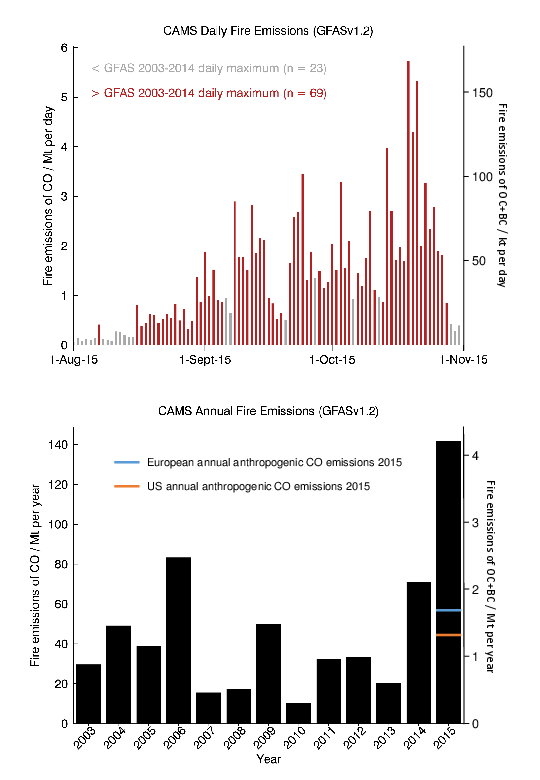 CAMS Daily Fire Emissions (GFASv1.2)
< GFAS 2003-2014 daily maximum (n = 23)
> GFAS 2003-2014 daily maximum (n = 69)
Fire emissions of CO / Mt per day
6
5
4
3
2
1
0
Fire emissions of OC+BC / kt per day
150
100
50
1-Aug-15 1-Sept-15 1-Oct-15 1-Nov-15
CAMS Annual Fire Emissions (GFASv1.2)
European annual anthropogenic CO emissions 2015
US annual anthropogenic CO emissions 2015
Fire emissions of CO / Mt per year
140
120
100
80
60
40
20
0
Fire emissions of OC+BC / Mt per year
4
3
2
1
0
2003 2004 2005 2006 2007 2008 2009 2010 2011 2012 2013 2014 2015
Year